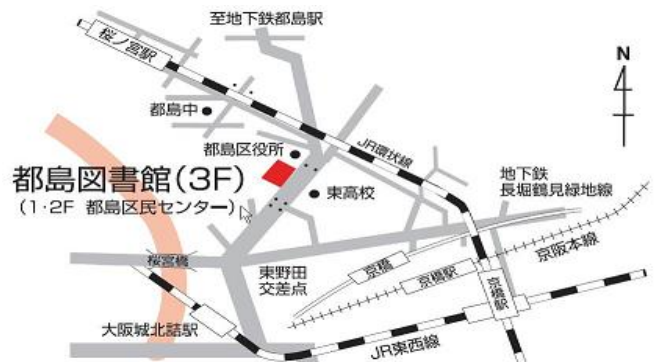 至地下鉄都島駅
桜ノ宮駅
N
都島中
JR環状線
都島区役所
都島図書館(3F)
(1・2F 都島区民センター)
東高校
地下鉄
長堀鶴見緑地線
桜宮橋
東野田
交差点
京橋
京橋駅
京阪本線
京橋駅
大阪城北詰駅
JR東西線